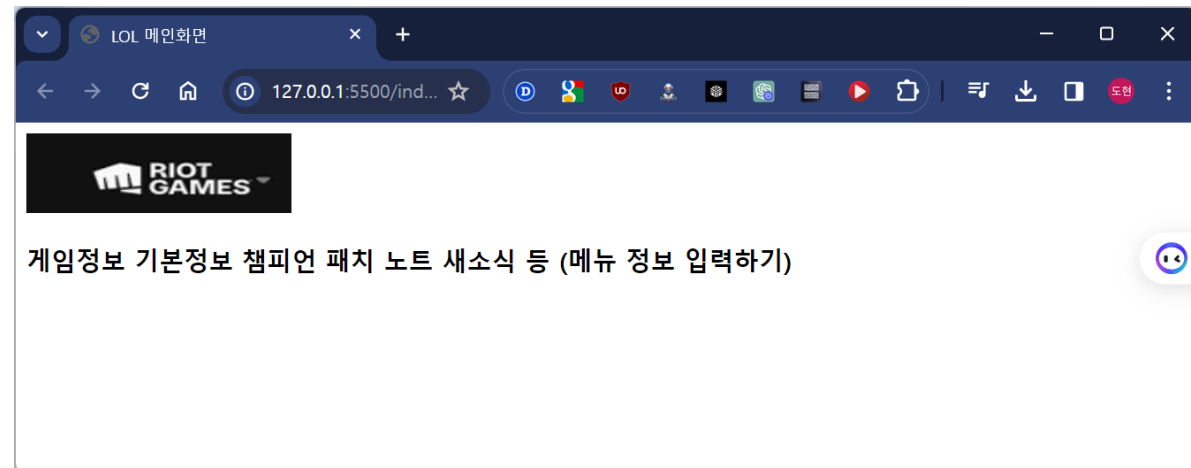 LOL 메인화면
127.0.0.1:5500/ind...
도현
RIOT
GAMES
게임정보 기본정보 챔피언 패치 노트 새소식 등 (메뉴 정보 입력하기)